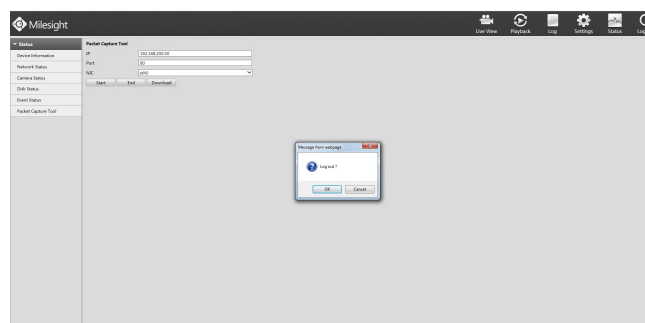 Milesight
Live View
Playback
Log
Settings
Status
Log
Status
Device Information
Network Status
Camera Status
Disk Status
Event Status
Packet Capture Tool
Packet Capture Tool
IP
192.168.200.50
Port
80
NIC
eth0
Start
End
Download
Message from webpage
Log out ?
OK
Cancel